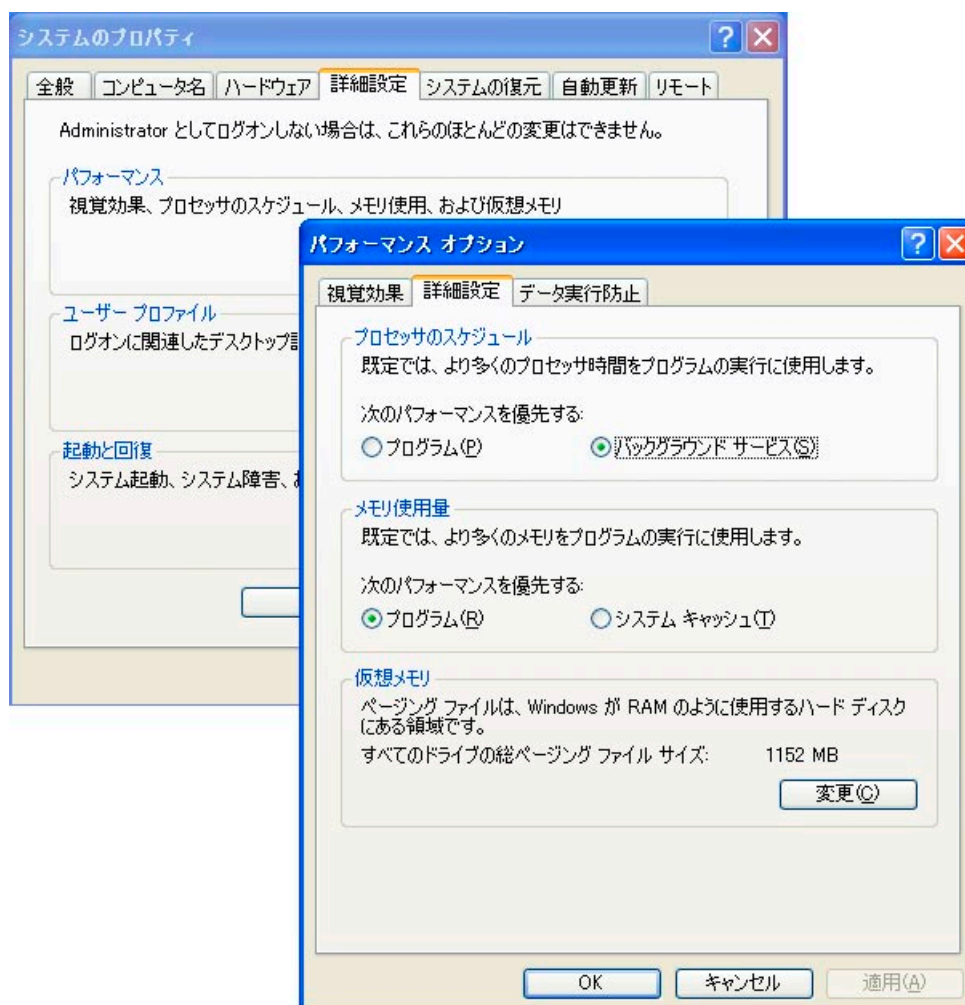 システムのプロパティ
全般 コンピュータ名 ハードウェア 詳細設定 システムの復元 自動更新 リモート
Administrator としてログオンしない場合は、これらのほとんどの変更はできません。
パフォーマンス
視覚効果、プロセッサのスケジュール、メモリ使用、および仮想メモリ
ユーザー プロファイル
ログオンに関連したデスクトップ
起動と回復
システム起動、システム障害、
パフォーマンス オプション
視覚効果 詳細設定 データ実行防止
プロセッサのスケジュール
既定では、より多くのプロセッサ時間をプログラムの実行に使用します。
次のパフォーマンスを優先する:
プログラム(P) バックグラウンド サービス(S)
メモリ使用量
既定では、より多くのメモリをプログラムの実行に使用します。
次のパフォーマンスを優先する:
プログラム(R) システム キャッシュ(T)
仮想メモリ
ページング ファイルは、Windows が RAM のように使用するハード ディスク
にある領域です。
すべてのドライブの総ページング ファイル サイズ: 1152 MB
変更(C)
OK キャンセル 適用(A)